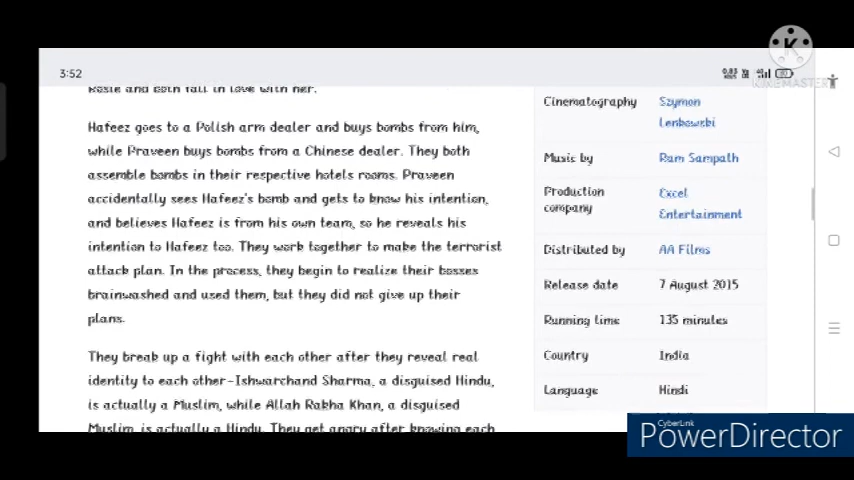 3:52
KINEMASTER
Rosie and both fall in love with her.
Hafeez goes to a Polish arm dealer and buys bombs from him,
while Praveen buys bombs from a Chinese dealer. They both
assemble bombs in their respective hotels rooms. Praveen
accidentally sees Hafeez's bomb and gets to know his intention,
and believes Hafeez is from his own team, so he reveals his
intention to Hafeez too. They work together to make the terrorist
attack plan. In the process, they begin to realize their bosses
brainwashed and used them, but they did not give up their
plans.
They break up a fight with each other after they reveal real
identity to each other-Ishwarchand Sharma, a disguised Hindu,
is actually a Muslim, while Allah Rakha Khan, a disguised
Muslim, is actually a Hindu. They get angry after knowing each
Cinematography Szymon
Lenkowski
Music by Ram Sampath
Production Excel
company Entertainment
Distributed by AA Films
Release date 7 August 2015
Running time 135 minutes
Country India
Language Hindi
CyberLink
PowerDirector